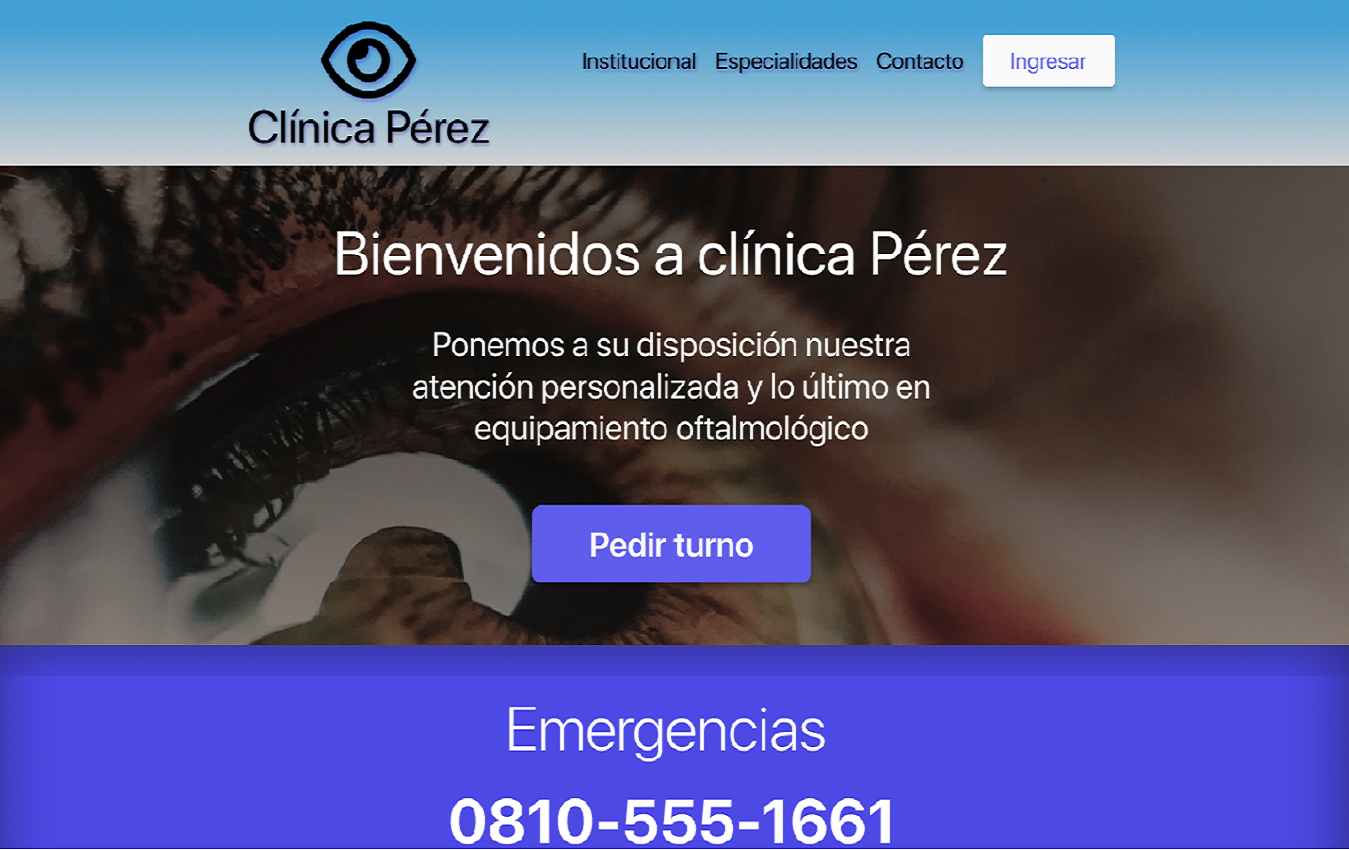 Clínica Pérez
Institucional Especialidades Contacto Ingresar
Bienvenidos a clínica Pérez
Ponemos a su disposición nuestra
atención personalizada y lo último en
equipamiento oftalmológico
Pedir turno
Emergencias
0810-555-1661